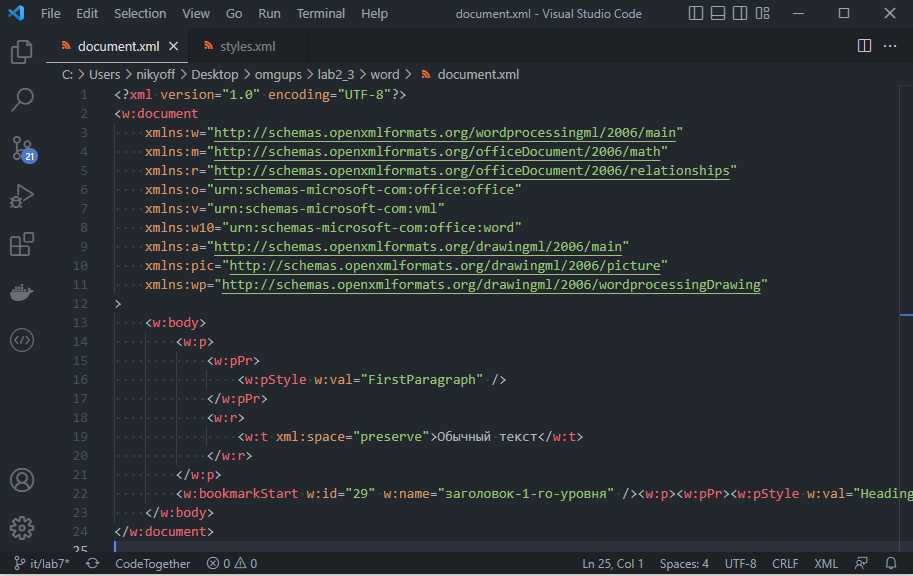 File Edit Selection View Go Run Terminal Help document.xml - Visual Studio Code
document.xml styles.xml
C: > Users > nikyoff > Desktop > omgups > lab2_3 > word > document.xml
1 <?xml version="1.0" encoding="UTF-8"?>
2 <w:document
3 xmlns:w="http://schemas.openxmlformats.org/wordprocessingml/2006/main"
4 xmlns:m="http://schemas.openxmlformats.org/officeDocument/2006/math"
5 xmlns:r="http://schemas.openxmlformats.org/officeDocument/2006/relationships"
6 xmlns:o="urn:schemas-microsoft-com:office:office"
7 xmlns:v="urn:schemas-microsoft-com:vml"
8 xmlns:w10="urn:schemas-microsoft-com:office:word"
9 xmlns:a="http://schemas.openxmlformats.org/drawingml/2006/main"
10 xmlns:pic="http://schemas.openxmlformats.org/drawingml/2006/picture"
11 xmlns:wp="http://schemas.openxmlformats.org/drawingml/2006/wordprocessingDrawing"
12 >
13 <w:body>
14 <w:p>
15 <w:pPr>
16 <w:pStyle w:val="FirstParagraph" />
17 </w:pPr>
18 <w:r>
19 <w:t xml:space="preserve">Обычный текст</w:t>
20 </w:r>
21 </w:p>
22 <w:bookmarkStart w:id="29" w:name="заголовок-1-го-уровня" /><w:p><w:pPr><w:pStyle w:val="Heading
23 </w:body>
24 </w:document>
25
21
it/lab7* CodeTogether 0 0 Ln 25, Col 1 Spaces: 4 UTF-8 CRLF XML